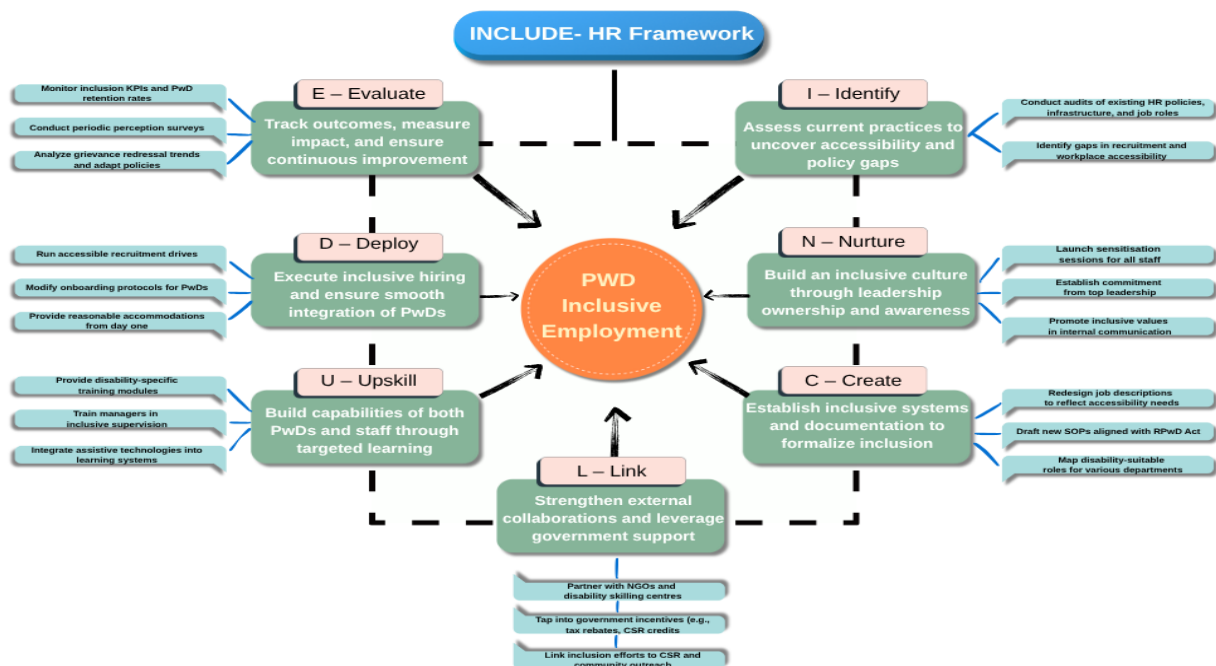 INCLUDE- HR Framework
I – Identify
Assess current practices to
uncover accessibility and
policy gaps
Conduct audits of existing HR policies,
infrastructure, and job roles
Identify gaps in recruitment and
workplace accessibility
N – Nurture
Build an inclusive culture
through leadership
ownership and awareness
Launch sensitisation
sessions for all staff
Establish commitment
from top leadership
Promote inclusive values
in internal communication
C – Create
Establish inclusive systems
and documentation to
formalize inclusion
Redesign job descriptions
to reflect accessibility needs
Draft new SOPs aligned with RPwD Act
Map disability-suitable
roles for various departments
L – Link
Strengthen external
collaborations and leverage
government support
Partner with NGOs and
disability skilling centres
Tap into government incentives (e.g.,
tax rebates, CSR credits
Link inclusion efforts to CSR and
community outreach
U – Upskill
Build capabilities of both
PwDs and staff through
targeted learning
Provide disability-specific
training modules
Train managers in
inclusive supervision
Integrate assistive technologies into
learning systems
D – Deploy
Execute inclusive hiring
and ensure smooth
integration of PwDs
Run accessible recruitment drives
Modify onboarding protocols for PwDs
Provide reasonable accommodations
from day one
E – Evaluate
Track outcomes, measure
impact, and ensure
continuous improvement
Monitor inclusion KPIs and PwD
retention rates
Conduct periodic perception surveys
Analyze grievance redressal trends
and adapt policies
PWD
Inclusive
Employment